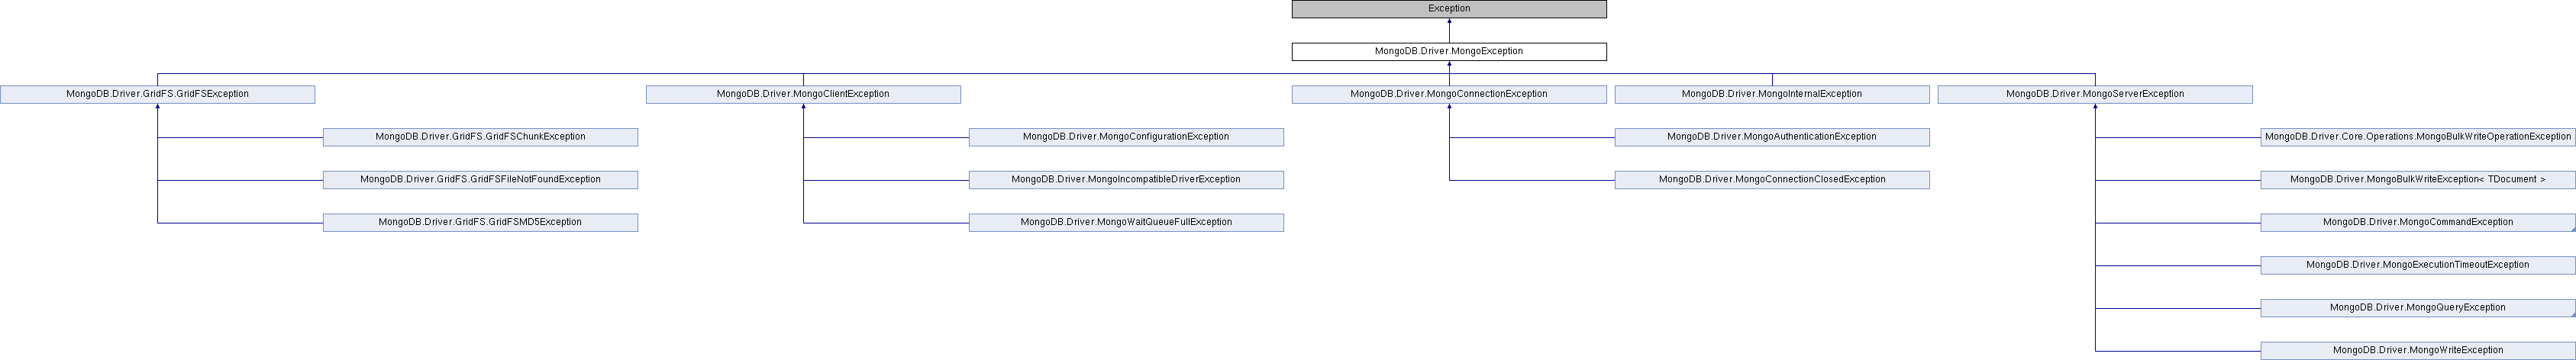 Exception
MongoDB.Driver.MongoException
MongoDB.Driver.GridFS.GridFSException
MongoDB.Driver.MongoClientException
MongoDB.Driver.MongoConnectionException
MongoDB.Driver.MongoInternalException
MongoDB.Driver.MongoServerException
MongoDB.Driver.GridFS.GridFSChunkException
MongoDB.Driver.MongoConfigurationException
MongoDB.Driver.MongoAuthenticationException
MongoDB.Driver.Core.Operations.MongoBulkWriteOperationException
MongoDB.Driver.GridFS.GridFSFileNotFoundException
MongoDB.Driver.MongoIncompatibleDriverException
MongoDB.Driver.MongoConnectionClosedException
MongoDB.Driver.MongoBulkWriteException< TDocument >
MongoDB.Driver.GridFS.GridFSMD5Exception
MongoDB.Driver.MongoWaitQueueFullException
MongoDB.Driver.MongoCommandException
MongoDB.Driver.MongoExecutionTimeoutException
MongoDB.Driver.MongoQueryException
MongoDB.Driver.MongoWriteException